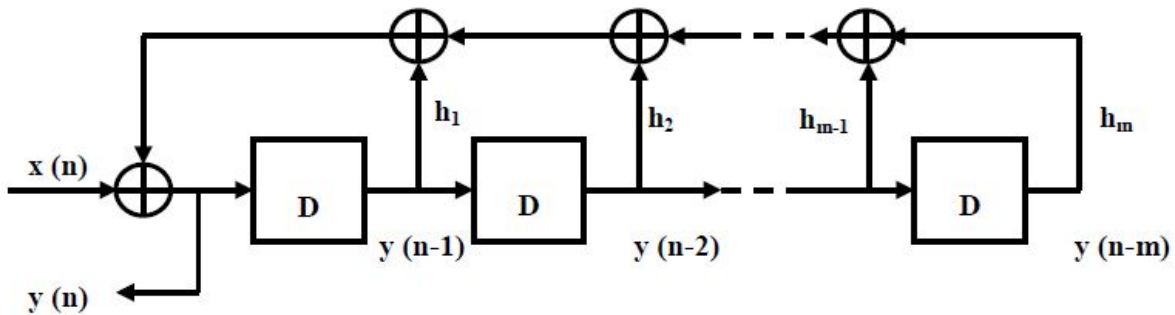 h₁
h₂
hₘ₋₁
hₘ
x (n)
D
D
D
y (n-1)
y (n-2)
y (n-m)
y (n)